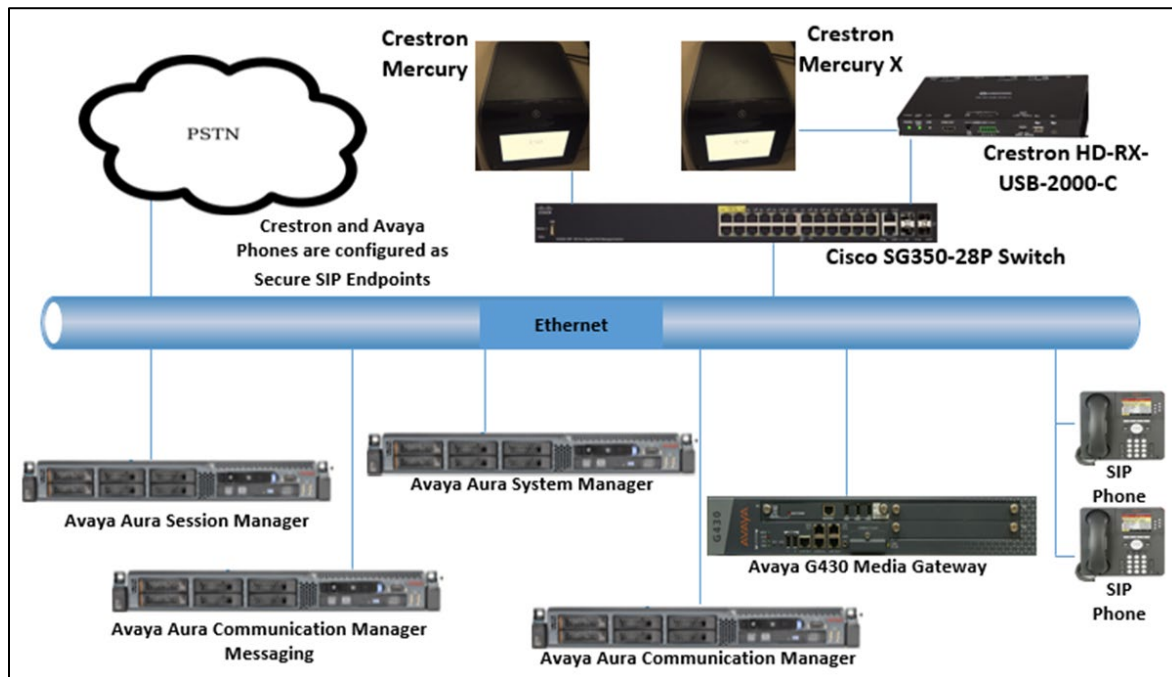 Crestron
Mercury
Crestron
Mercury X
PSTN
Crestron HD-RX-
USB-2000-C
Crestron and Avaya
Phones are configured as
Secure SIP Endpoints
Cisco SG350-28P Switch
Ethernet
SIP
Phone
Avaya Aura System Manager
Avaya Aura Session Manager
G430
AVAYA
Avaya G430 Media Gateway
SIP
Phone
Avaya Aura Communication Manager
Messaging
Avaya Aura Communication Manager